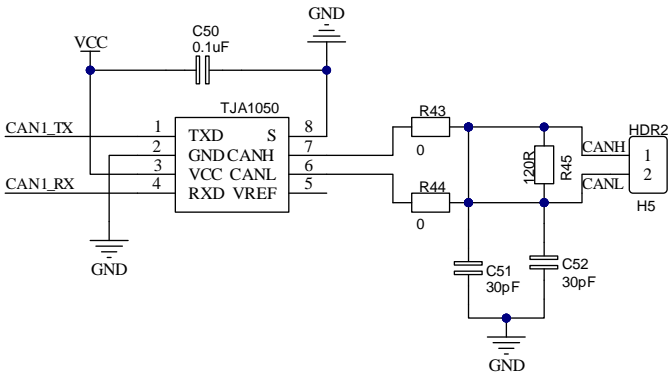 GND
C50
VCC
0.1uF
TJA1050
CAN1_TX
1
TXD
S
8
2
GND
CANH
7
3
VCC
CANL
6
CAN1_RX
4
RXD
VREF
5
R43
0
R44
0
120R
R45
HDR2
CANH
1
CANL
2
H5
GND
C51
30pF
C52
30pF
GND